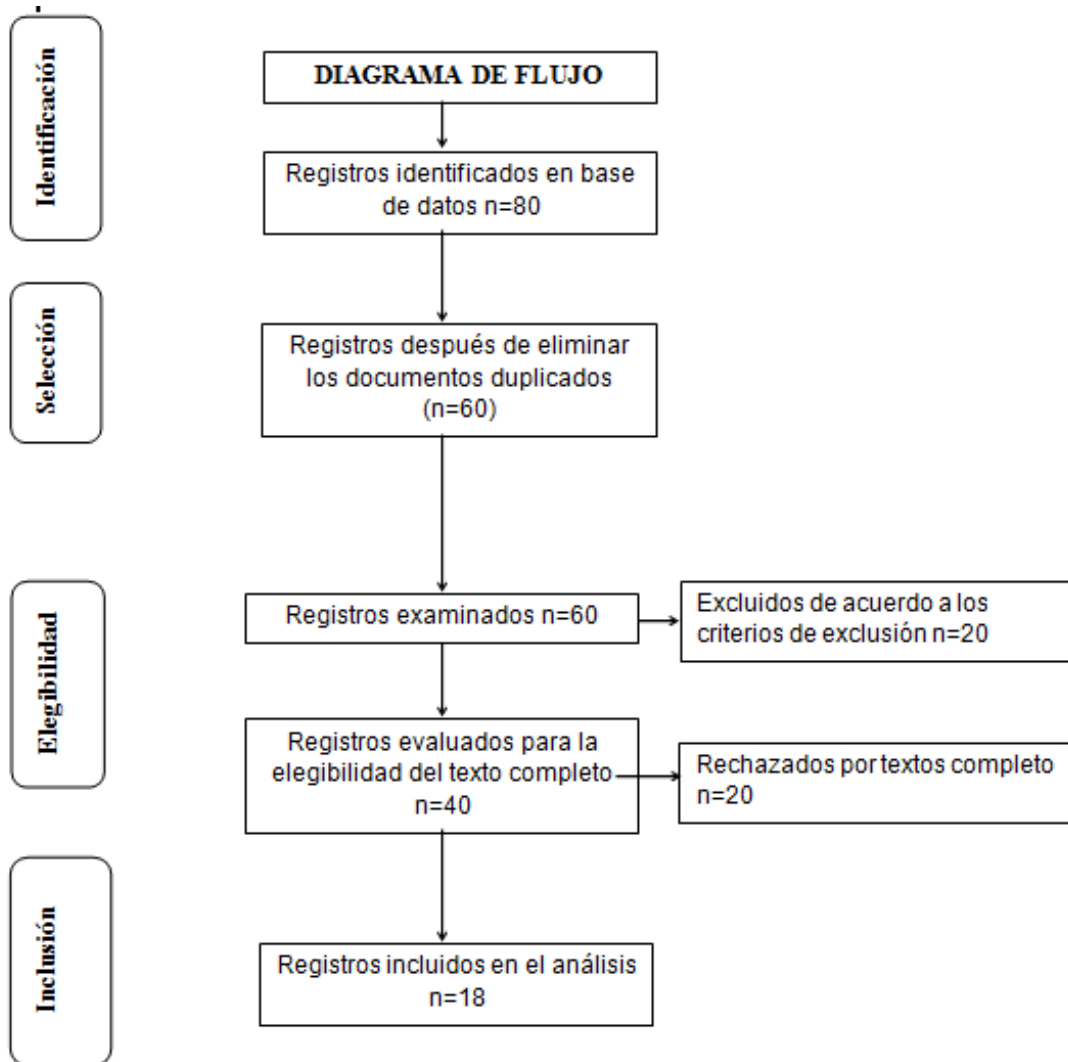 Identificación
DIAGRAMA DE FLUJO
Registros identificados en base
de datos n=80
Selección
Registros después de eliminar
los documentos duplicados
(n=60)
Elegibilidad
Registros examinados n=60
Excluidos de acuerdo a los
criterios de exclusión n=20
Registros evaluados para la
elegibilidad del texto completo
n=40
Rechazados por textos completo
n=20
Inclusión
Registros incluidos en el análisis
n=18